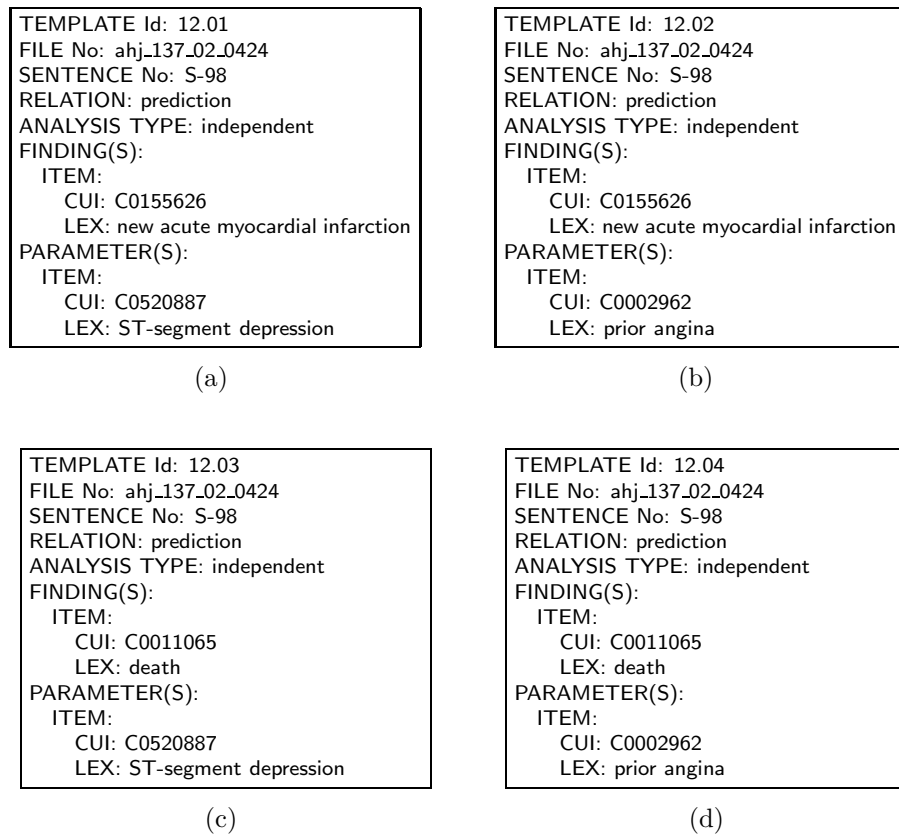 TEMPLATE Id: 12.01
FILE No: ahj_137_02_0424
SENTENCE No: S-98
RELATION: prediction
ANALYSIS TYPE: independent
FINDING(S):
ITEM:
CUI: C0155626
LEX: new acute myocardial infarction
PARAMETER(S):
ITEM:
CUI: C0520887
LEX: ST-segment depression
(a)
TEMPLATE Id: 12.02
FILE No: ahj_137_02_0424
SENTENCE No: S-98
RELATION: prediction
ANALYSIS TYPE: independent
FINDING(S):
ITEM:
CUI: C0155626
LEX: new acute myocardial infarction
PARAMETER(S):
ITEM:
CUI: C0002962
LEX: prior angina
(b)
TEMPLATE Id: 12.03
FILE No: ahj_137_02_0424
SENTENCE No: S-98
RELATION: prediction
ANALYSIS TYPE: independent
FINDING(S):
ITEM:
CUI: C0011065
LEX: death
PARAMETER(S):
ITEM:
CUI: C0520887
LEX: ST-segment depression
(c)
TEMPLATE Id: 12.04
FILE No: ahj_137_02_0424
SENTENCE No: S-98
RELATION: prediction
ANALYSIS TYPE: independent
FINDING(S):
ITEM:
CUI: C0011065
LEX: death
PARAMETER(S):
ITEM:
CUI: C0002962
LEX: prior angina
(d)